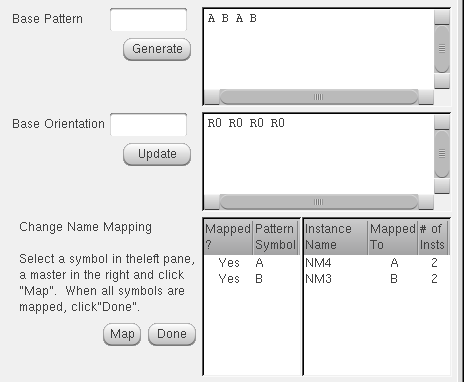 Base Pattern
A B A B
Generate
Base Orientation
R0 R0 R0 R0
Update
Change Name Mapping
Select a symbol in theleft pane,
a master in the right and click
"Map".  When all symbols are
mapped, click"Done".
Map Done
Mapped ? Pattern Symbol Instance Name Mapped To # of Insts
Yes A NM4 A 2
Yes B NM3 B 2